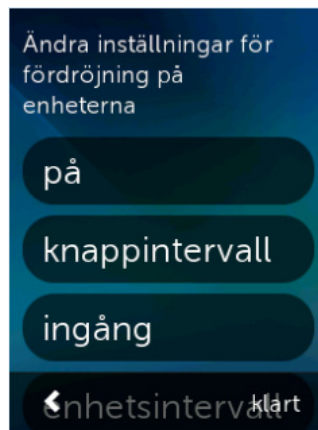 Ändra inställningar för
fördröjning på
enheterna
på
knappintervall
ingång
enhetsintervall
klart